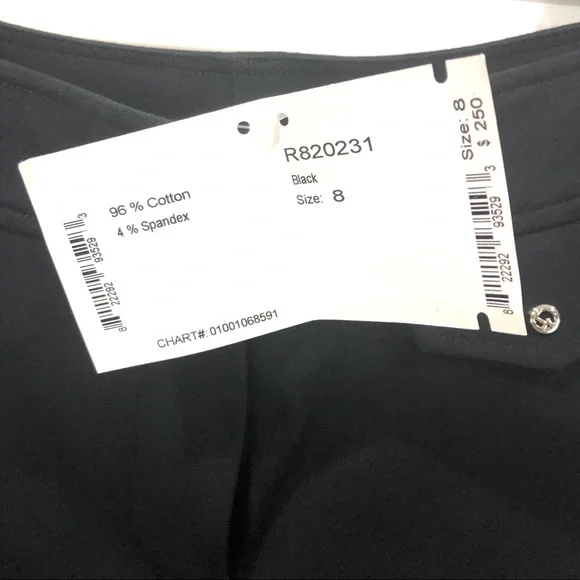 R820231
Black
Size: 8
96 % Cotton
4 % Spandex
CHART#: 01001068591
8 22292 93529 3
Size: 8
$ 250
8 22292 93529 3